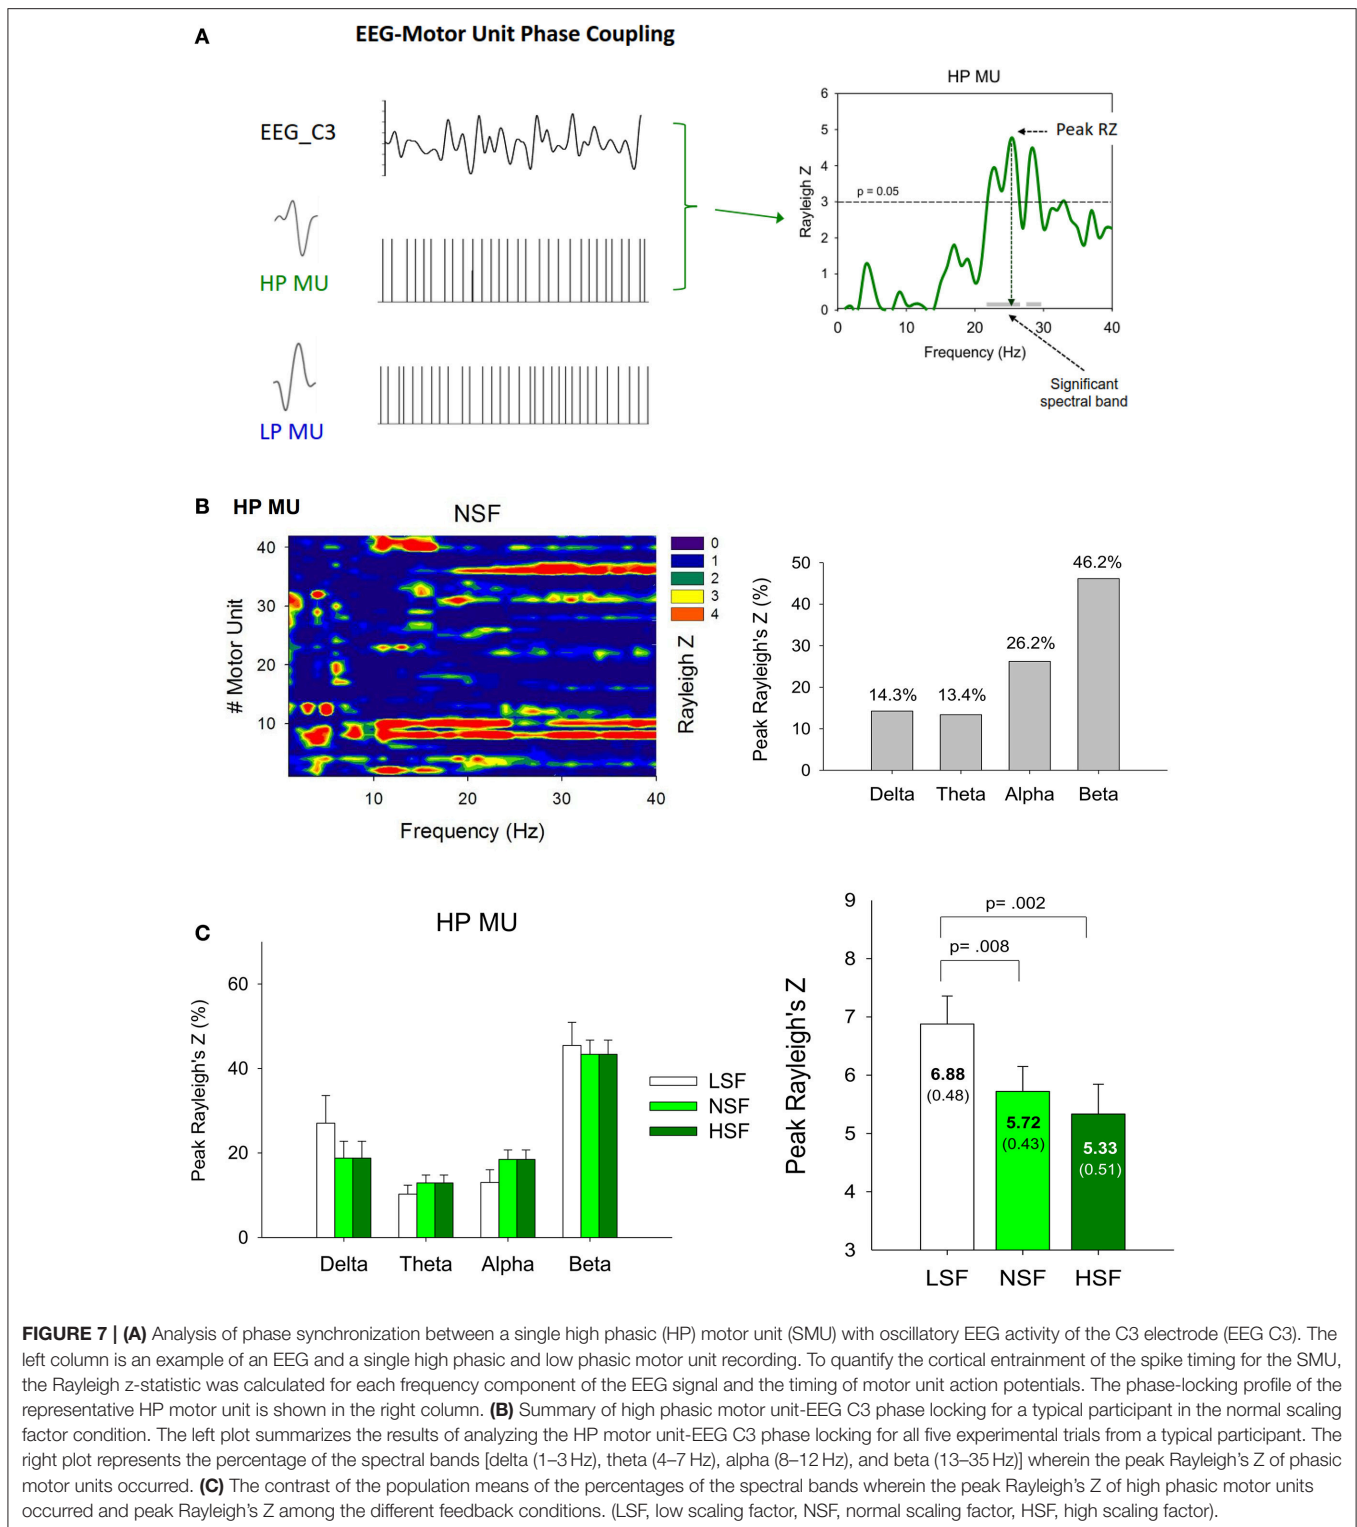 A
EEG-Motor Unit Phase Coupling
EEG_C3
HP MU
LP MU
HP MU
6
5
4
3
2
1
0
Rayleigh Z
p = 0.05
Peak RZ
0 10 20 30 40
Frequency (Hz)
Significant
spectral band
B HP MU
NSF
40
30
20
10
# Motor Unit
10 20 30 40
Frequency (Hz)
0
1
2
3
4
Rayleigh Z
50
40
30
20
10
0
Peak Rayleigh's Z (%)
14.3%
13.4%
26.2%
46.2%
Delta Theta Alpha Beta
C
HP MU
60
40
20
0
Peak Rayleigh's Z (%)
Delta Theta Alpha Beta
LSF
NSF
HSF
9
8
7
6
5
4
3
Peak Rayleigh's Z
p= .002
p= .008
6.88
(0.48)
5.72
(0.43)
5.33
(0.51)
LSF NSF HSF
FIGURE 7 | (A) Analysis of phase synchronization between a single high phasic (HP) motor unit (SMU) with oscillatory EEG activity of the C3 electrode (EEG C3). The
left column is an example of an EEG and a single high phasic and low phasic motor unit recording. To quantify the cortical entrainment of the spike timing for the SMU,
the Rayleigh z-statistic was calculated for each frequency component of the EEG signal and the timing of motor unit action potentials. The phase-locking profile of the
representative HP motor unit is shown in the right column. (B) Summary of high phasic motor unit-EEG C3 phase locking for a typical participant in the normal scaling
factor condition. The left plot summarizes the results of analyzing the HP motor unit-EEG C3 phase locking for all five experimental trials from a typical participant. The
right plot represents the percentage of the spectral bands [delta (1–3 Hz), theta (4–7 Hz), alpha (8–12 Hz), and beta (13–35 Hz)] wherein the peak Rayleigh's Z of phasic
motor units occurred. (C) The contrast of the population means of the percentages of the spectral bands wherein the peak Rayleigh's Z of high phasic motor units
occurred and peak Rayleigh's Z among the different feedback conditions. (LSF, low scaling factor, NSF, normal scaling factor, HSF, high scaling factor).